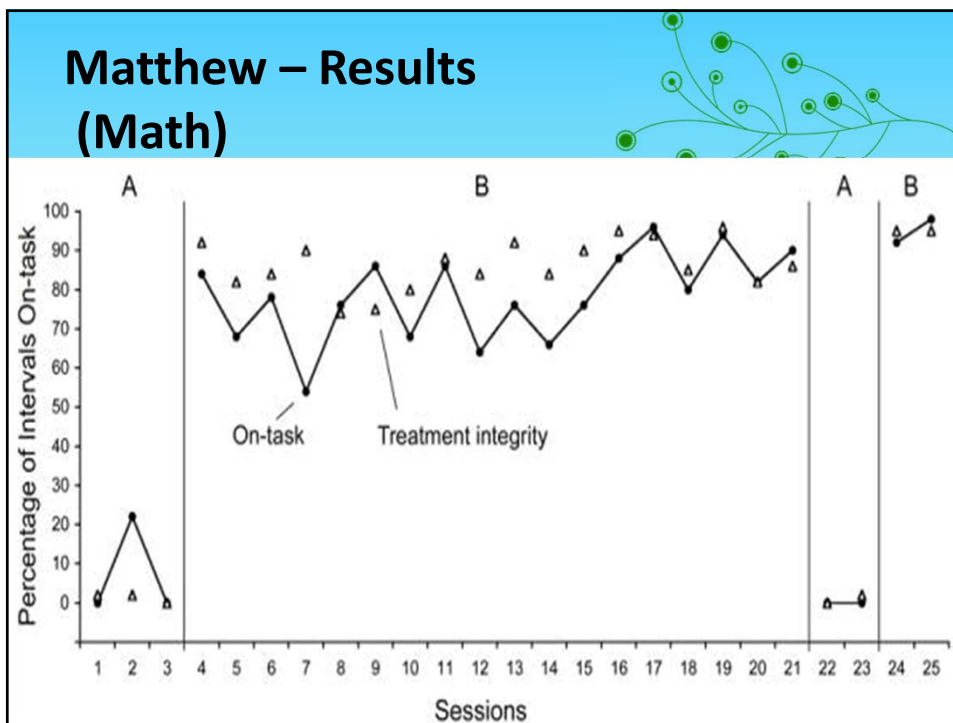 Matthew – Results
(Math)
A B A B
Percentage of Intervals On-task
100
90
80
70
60
50
40
30
20
10
0
On-task Treatment integrity
1 2 3 4 5 6 7 8 9 10 11 12 13 14 15 16 17 18 19 20 21 22 23 24 25
Sessions